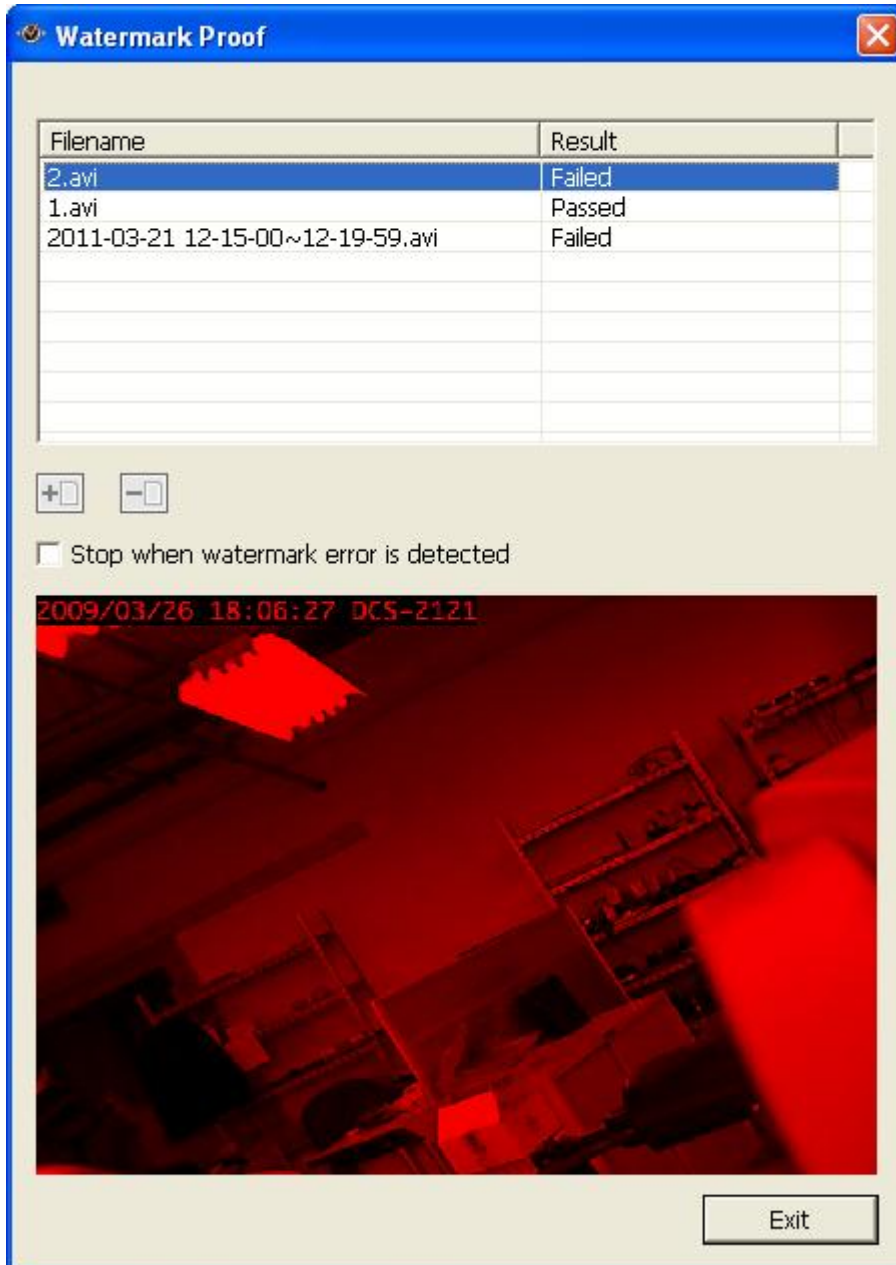 Watermark Proof
Filename Result
2.avi Failed
1.avi Passed
2011-03-21 12-15-00~12-19-59.avi Failed
Stop when watermark error is detected
2009/03/26 18:06:27 DCS-2121
Exit